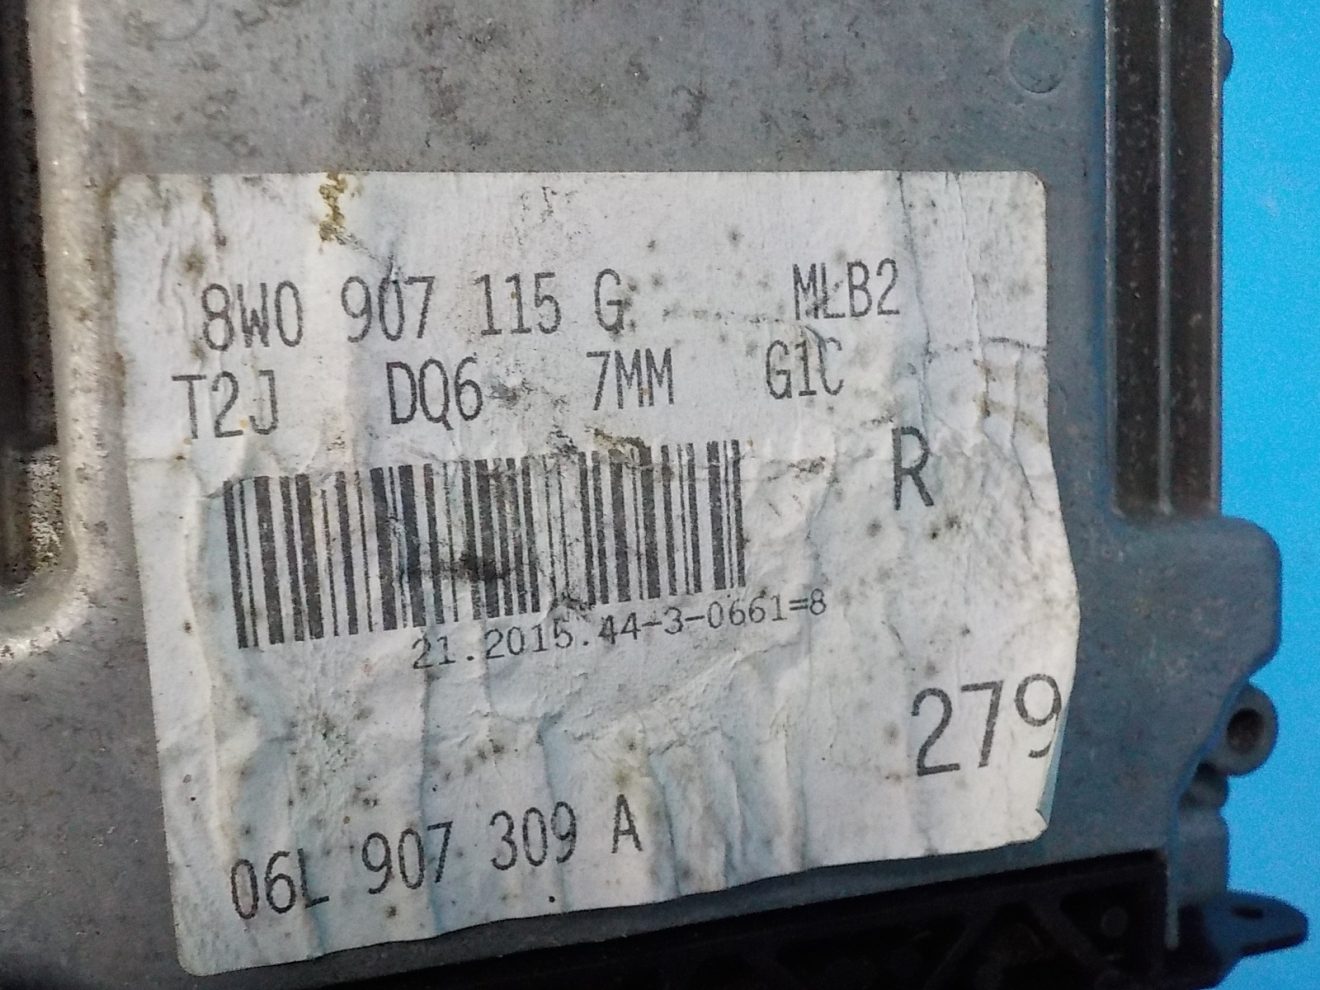 8W0 907 115 G MLB2
T2J DQ6 7MM G1C
R
21.2015.44-3-0661=8
279
06L 907 309 A